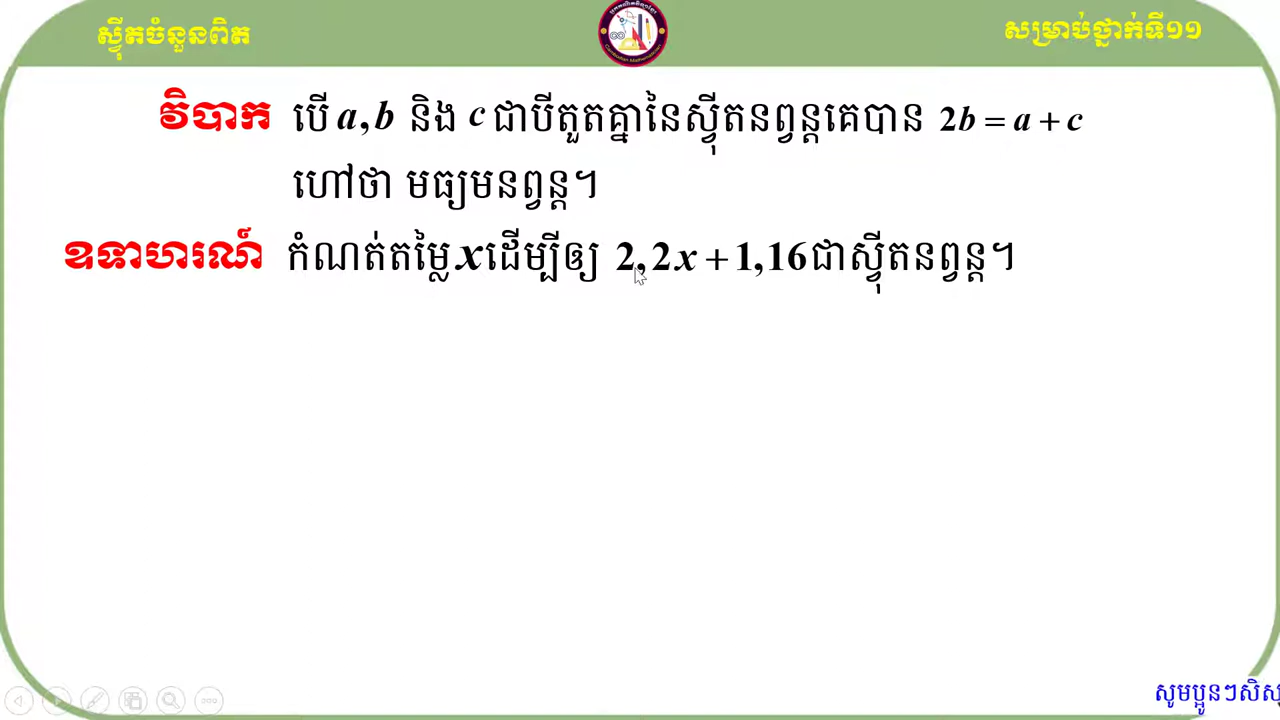 ស្វ៊ីតចំនួនពិត
សម្រាប់ថ្នាក់ទី១១
វិបាក បើ a,b និង c ជាបីតួតគ្នានៃស្វ៊ីតនព្វន្តគេបាន 2b = a + c
ហៅថា មធ្យមនព្វន្ត។
ឧទាហរណ៍ កំណត់តម្លៃ x ដើម្បីឲ្យ 2,2x+1,16 ជាស្វ៊ីតនព្វន្ត។
សូមប្អូនៗ